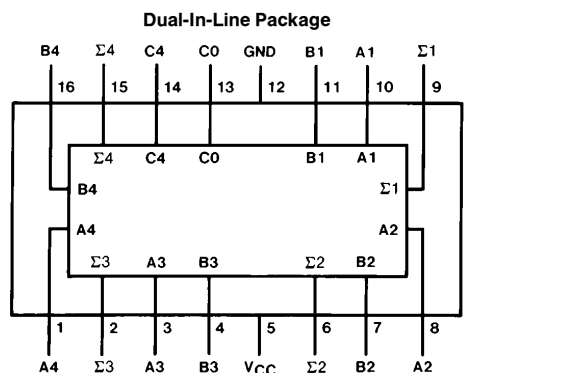 Dual-In-Line Package
B4 Σ4 C4 C0 GND B1 A1 Σ1
16 15 14 13 12 11 10 9
Σ4 C4 C0 B1 A1
B4 Σ1
A4 A2
Σ3 A3 B3 Σ2 B2
1 2 3 4 5 6 7 8
A4 Σ3 A3 B3 VCC Σ2 B2 A2